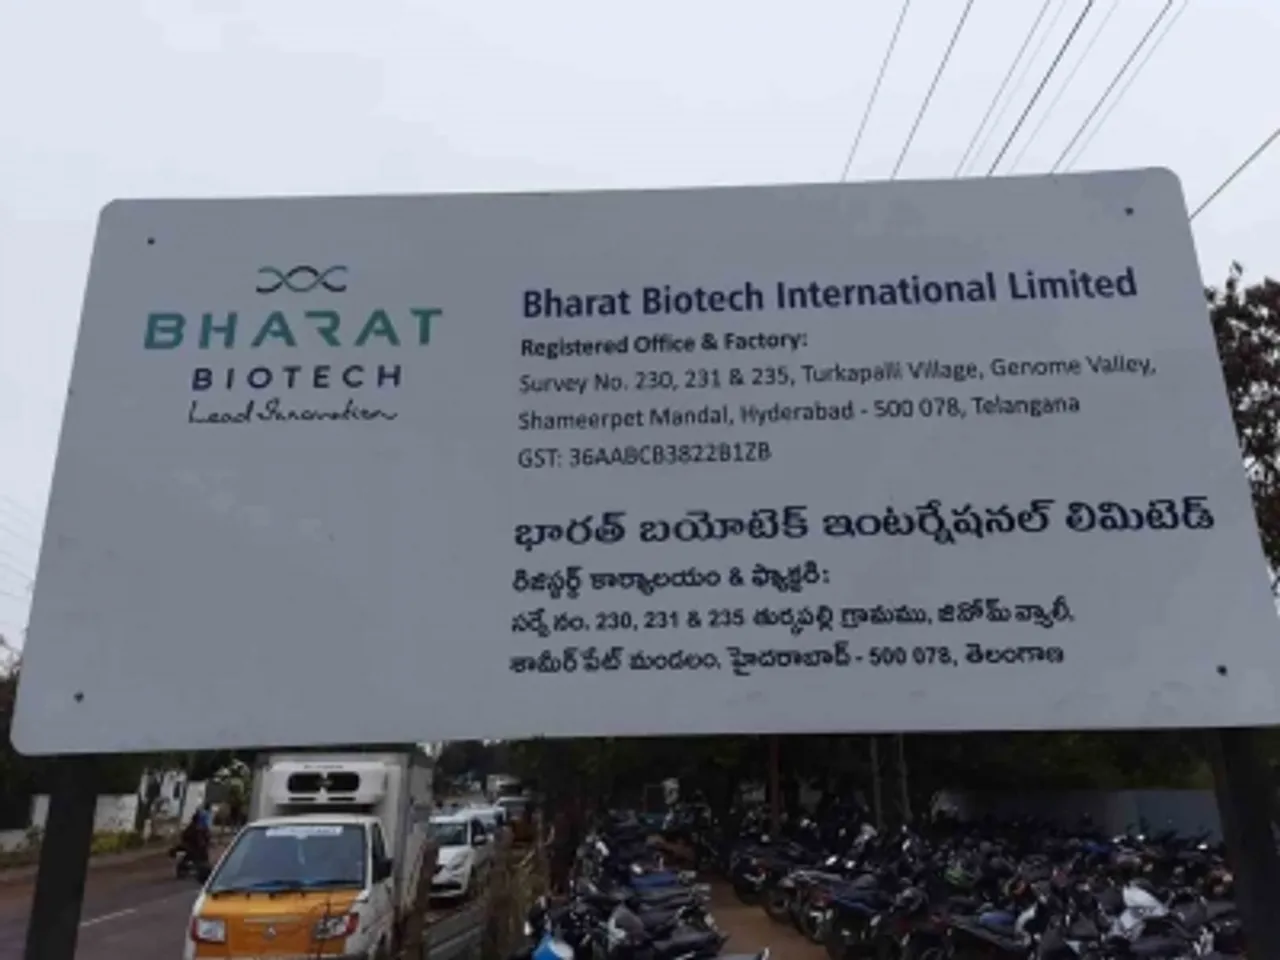 BHARAT
BIOTECH
Lead Innovation
Bharat Biotech International Limited
Registered Office & Factory:
Survey No. 230, 231 & 235, Turkapalli Village, Genome Valley,
Shameerpet Mandal, Hyderabad - 500 078, Telangana
GST: 36AABCB3822B1ZB
భారత్ బయోటెక్ ఇంటర్నేషనల్ లిమిటెడ్
రిజిస్టర్డ్ కార్యాలయం & ఫ్యాక్టరి:
సర్వే నం. 230, 231 & 235 తుర్కపల్లి గ్రామము, జినోమ్ వ్యాలీ,
శామీర్ పేట్ మండలం, హైదరాబాద్ - 500 078, తెలంగాణ